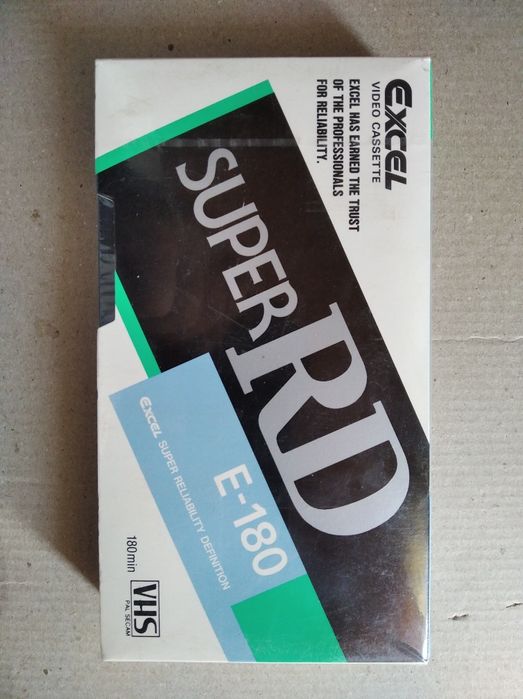 EXCEL
VIDEO CASSETTE
EXCEL HAS EARNED THE TRUST
OF THE PROFESSIONALS
FOR RELIABILITY.
SUPER RD
E-180
EXCEL SUPER RELIABILITY DEFINITION
180min
VHS
PAL SECAM